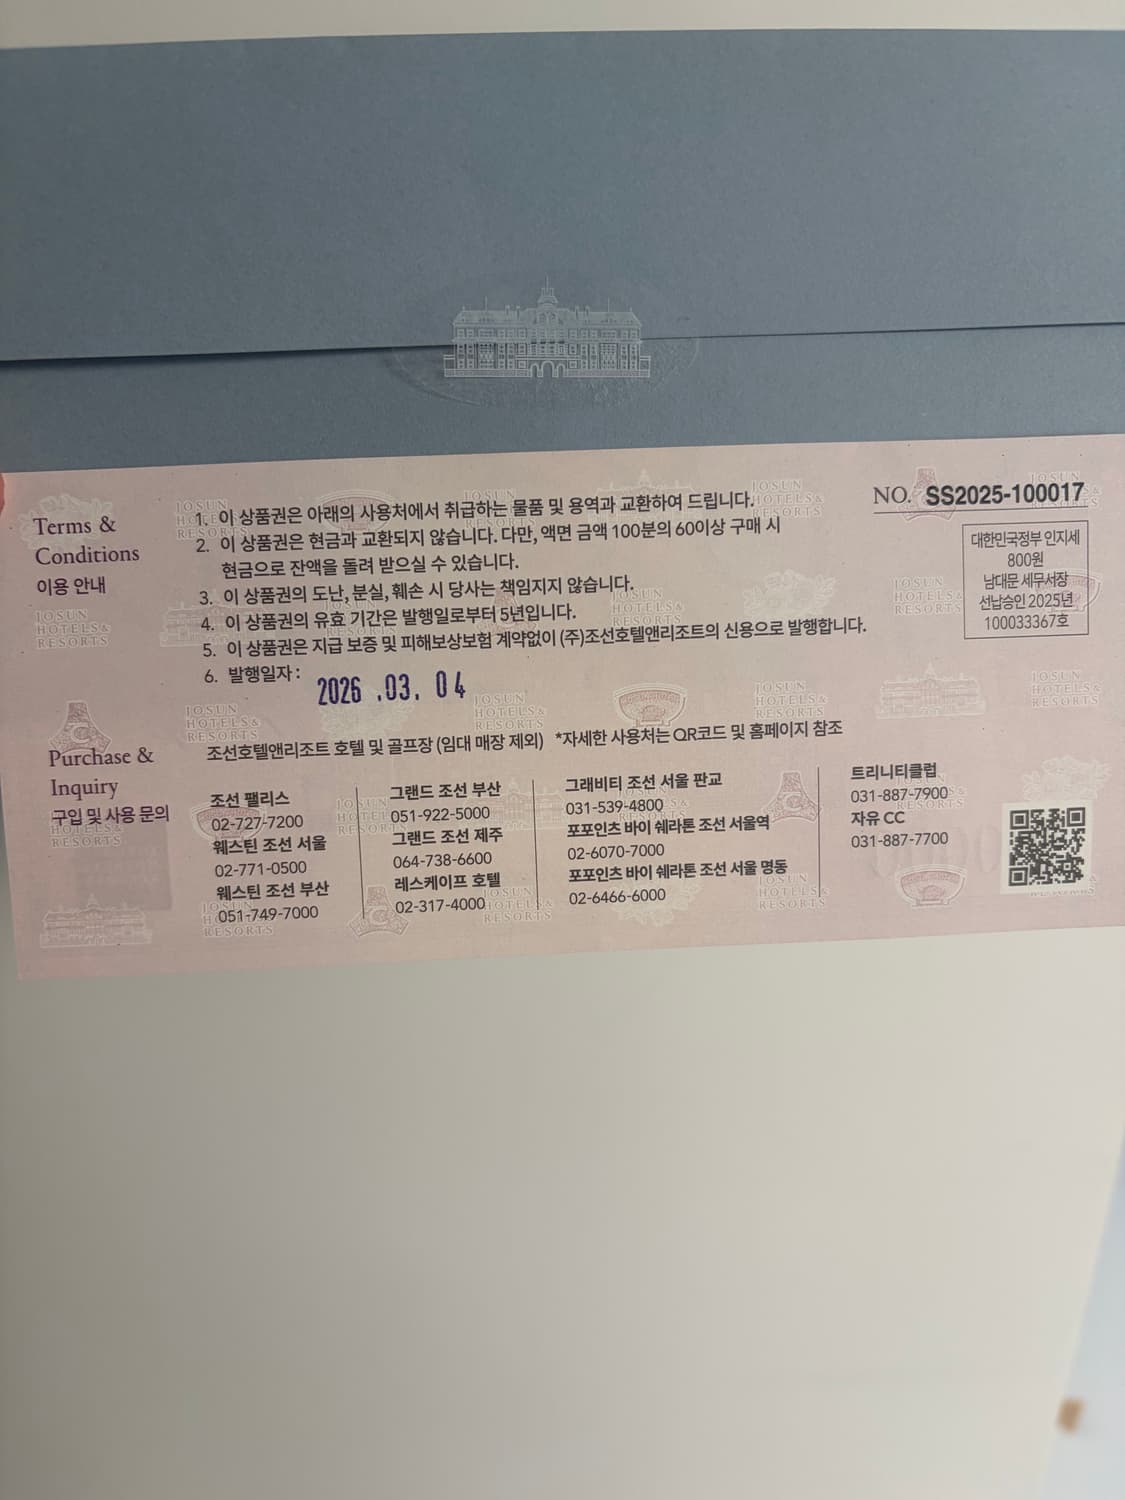 NO. SS2025-100017
대한민국정부 인지세
800원
남대문 세무서장
선납승인 2025년
100033367호
Terms &
Conditions
이용 안내
1. 이 상품권은 아래의 사용처에서 취급하는 물품 및 용역과 교환하여 드립니다.
2. 이 상품권은 현금과 교환되지 않습니다. 다만, 액면 금액 100분의 60이상 구매 시
현금으로 잔액을 돌려 받으실 수 있습니다.
3. 이 상품권의 도난, 분실, 훼손 시 당사는 책임지지 않습니다.
4. 이 상품권의 유효 기간은 발행일로부터 5년입니다.
5. 이 상품권은 지급 보증 및 피해보상보험 계약없이 (주)조선호텔앤리조트의 신용으로 발행합니다.
6. 발행일자 : 2026 .03. 04
Purchase &
Inquiry
구입 및 사용 문의
조선호텔앤리조트 호텔 및 골프장 (임대 매장 제외) *자세한 사용처는 QR코드 및 홈페이지 참조
조선 팰리스
02-727-7200
웨스틴 조선 서울
02-771-0500
웨스틴 조선 부산
051-749-7000
그랜드 조선 부산
051-922-5000
그랜드 조선 제주
064-738-6600
레스케이프 호텔
02-317-4000
그래비티 조선 서울 판교
031-539-4800
포포인츠 바이 쉐라톤 조선 서울역
02-6070-7000
포포인츠 바이 쉐라톤 조선 서울 명동
02-6466-6000
트리니티클럽
031-887-7900
자유 CC
031-887-7700
JOSUN
HOTELS&
RESORTS